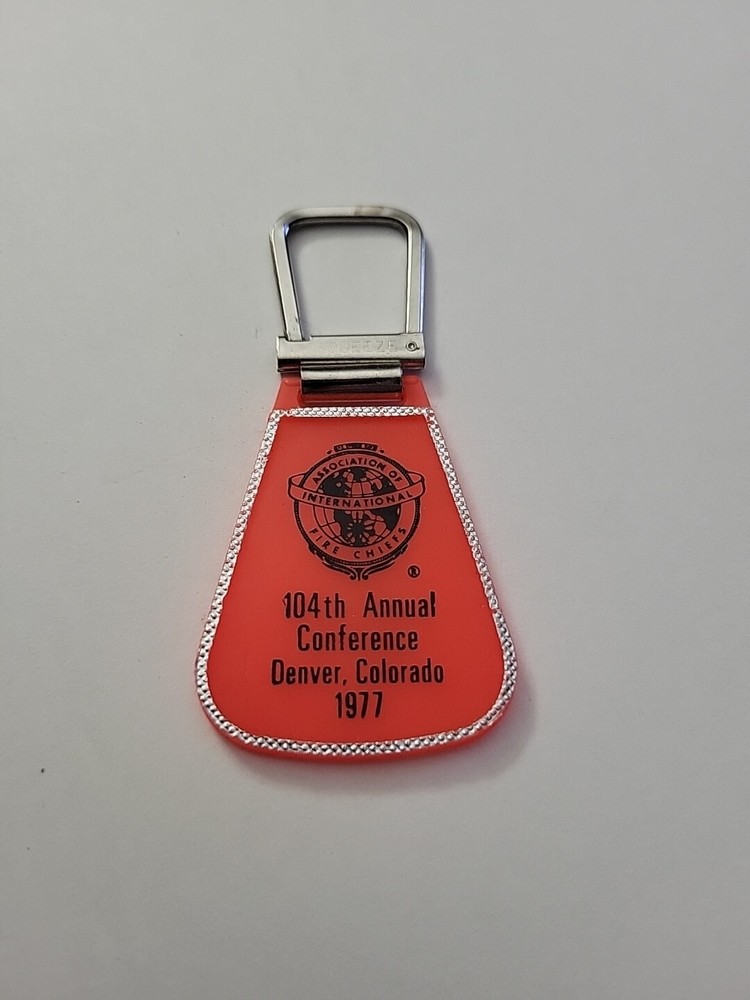 ASSOCIATION OF
INTERNATIONAL
FIRE CHIEFS
®
104th Annual
Conference
Denver, Colorado
1977